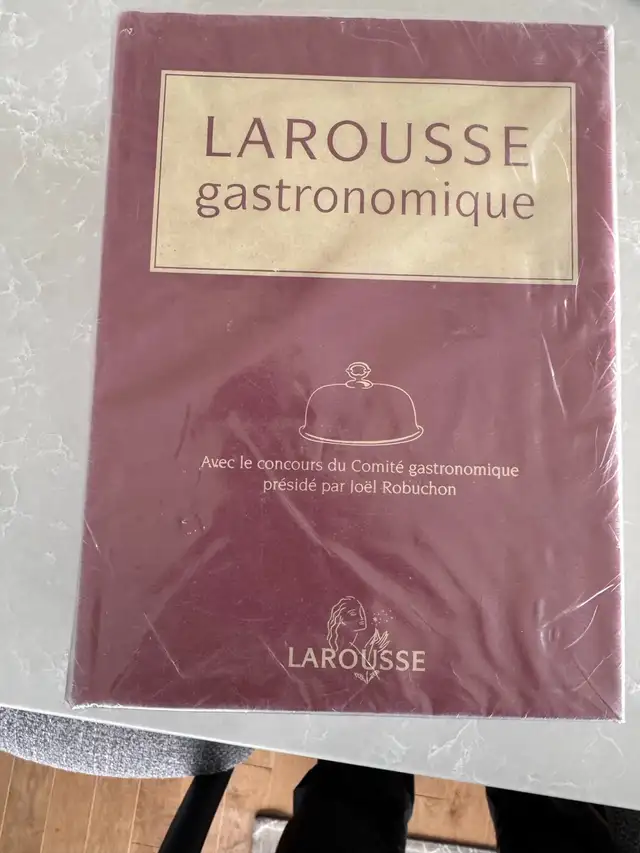 LAROUSSE
gastronomique
Avec le concours du Comité gastronomique
présidé par Joël Robuchon
LAROUSSE